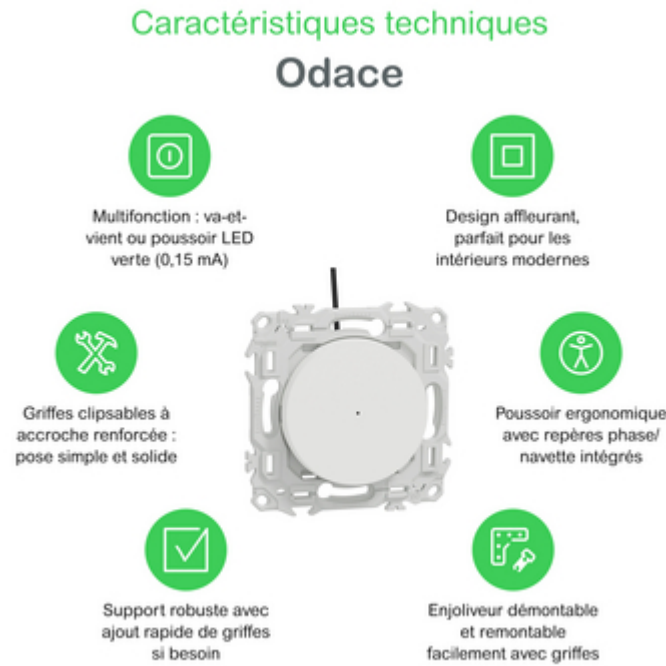 Caractéristiques techniques
Odace
Multifonction : va-et-
vient ou poussoir LED
verte (0,15 mA)
Design affleurant,
parfait pour les
intérieurs modernes
Griffes clipsables à
accroche renforcée :
pose simple et solide
Poussoir ergonomique
avec repères phase/
navette intégrés
Support robuste avec
ajout rapide de griffes
si besoin
Enjoliveur démontable
et remontable
facilement avec griffes